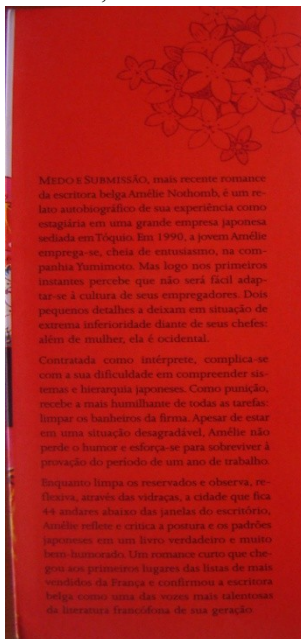 MEDO E SUBMISSÃO, mais recente romance
da escritora belga Amélie Nothomb, é um re-
lato autobiográfico de sua experiência como
estagiária em uma grande empresa japonesa
sediada em Tóquio. Em 1990, a jovem Amélie
emprega-se, cheia de entusiasmo, na com-
panhia Yumimoto. Mas logo nos primeiros
instantes percebe que não será fácil adap-
tar-se à cultura de seus empregadores. Dois
pequenos detalhes a deixam em situação de
extrema inferioridade diante de seus chefes:
além de mulher, ela é ocidental.
Contratada como intérprete, complica-se
com a sua dificuldade em compreender sis-
temas e hierarquia japoneses. Como punição,
recebe a mais humilhante de todas as tarefas:
limpar os banheiros da firma. Apesar de estar
em uma situação desagradável, Amélie não
perde o humor e esforça-se para sobreviver à
provação do período de um ano de trabalho.
Enquanto limpa os reservados e observa, re-
flexiva, através das vidraças, a cidade que fica
44 andares abaixo das janelas do escritório,
Amélie reflete e critica a postura e os padrões
japoneses em um livro verdadeiro e muito
bem-humorado. Um romance curto que che-
gou aos primeiros lugares das listas de mais
vendidos da França e confirmou a escritora
belga como uma das vozes mais talentosas
da literatura francófona de sua geração